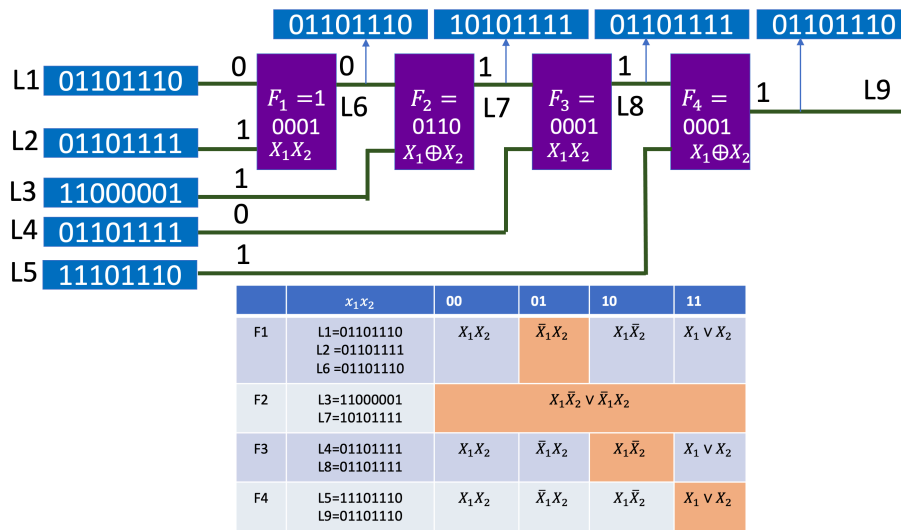 01101110 10101111 01101111 01101110
L1 01101110 0 0 1 1 L9
F₁ =1 F₂ = F₃ = F₄ = 1
0001 0110 0001 0001
X₁X₂ X₁⊕X₂ X₁X₂ X₁⊕X₂
L6 L7 L8
L2 01101111 1
L3 11000001 1
L4 01101111 0
L5 11101110 1
x₁x₂ 00 01 10 11
F1 L1=01101110 X₁X₂ X̄₁X₂ X₁X̄₂ X₁ ∨ X₂
L2 =01101111
L6 =01101110
F2 L3=11000001 X₁X̄₂ ∨ X̄₁X₂
L7=10101111
F3 L4=01101111 X₁X₂ X̄₁X₂ X₁X̄₂ X₁ ∨ X₂
L8=01101111
F4 L5=11101110 X₁X₂ X̄₁X₂ X₁X̄₂ X₁ ∨ X₂
L9=01101110